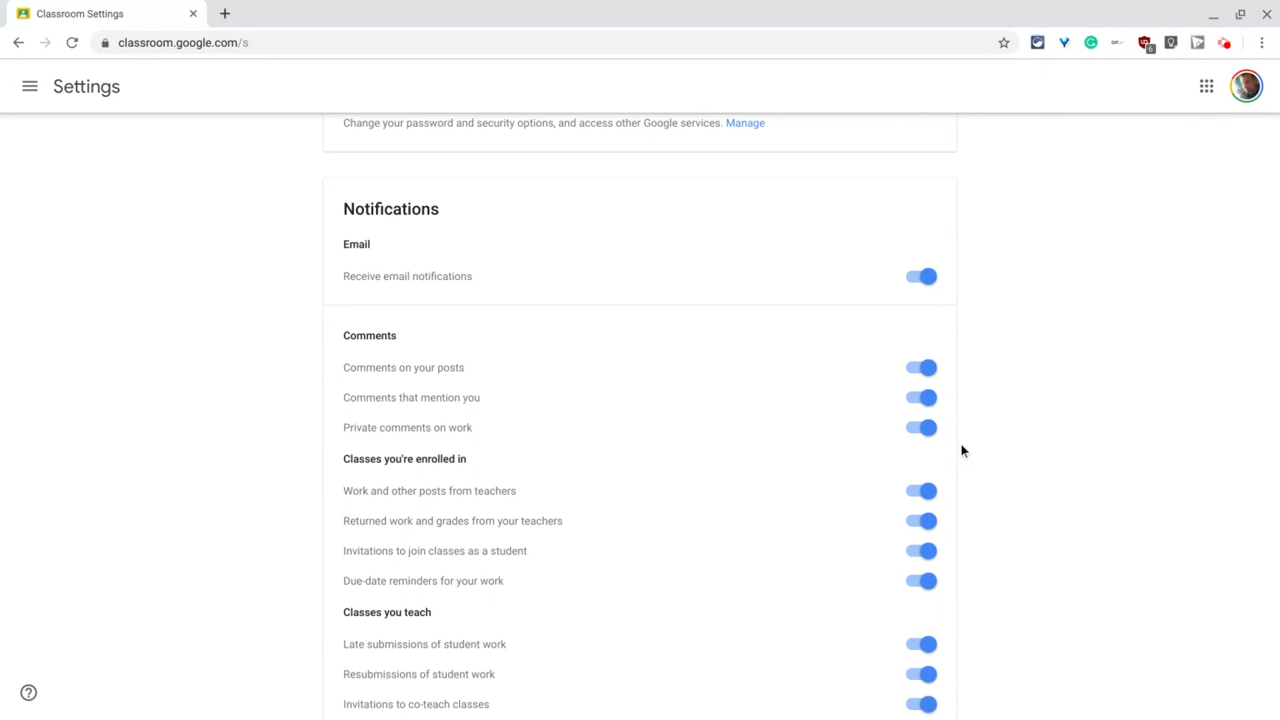 Classroom Settings
classroom.google.com/s
6
Settings
Change your password and security options, and access other Google services. Manage
Notifications
Email
Receive email notifications
Comments
Comments on your posts
Comments that mention you
Private comments on work
Classes you're enrolled in
Work and other posts from teachers
Returned work and grades from your teachers
Invitations to join classes as a student
Due-date reminders for your work
Classes you teach
Late submissions of student work
Resubmissions of student work
Invitations to co-teach classes